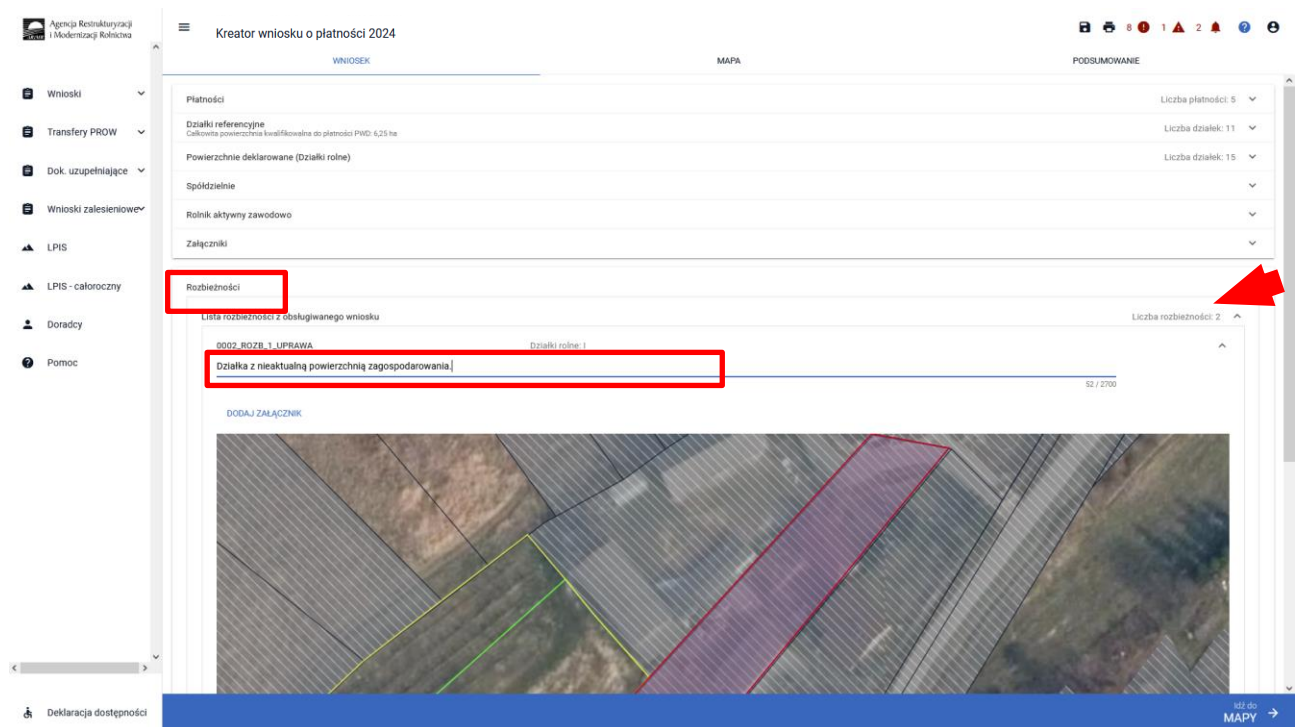 Agencja Restrukturyzacji
i Modernizacji Rolnictwa
Kreator wniosku o płatności 2024
8 1 2
WNIOSEK MAPA PODSUMOWANIE
Wnioski
Transfery PROW
Dok. uzupełniające
Wnioski zalesieniowe
LPIS
LPIS - całoroczny
Doradcy
Pomoc
Płatności Liczba płatności: 5
Działki referencyjne Liczba działek: 11
Całkowita powierzchnia kwalifikowalna do płatności PWD: 6,25 ha
Powierzchnie deklarowane (Działki rolne) Liczba działek: 15
Spółdzielnie
Rolnik aktywny zawodowo
Załączniki
Rozbieżności
Lista rozbieżności z obsługiwanego wniosku Liczba rozbieżności: 2
0002_ROZB_1_UPRAWA Działki rolne: I
Działka z nieaktualną powierzchnią zagospodarowania.
52 / 2700
DODAJ ZAŁĄCZNIK
Deklaracja dostępności
Idź do
MAPY